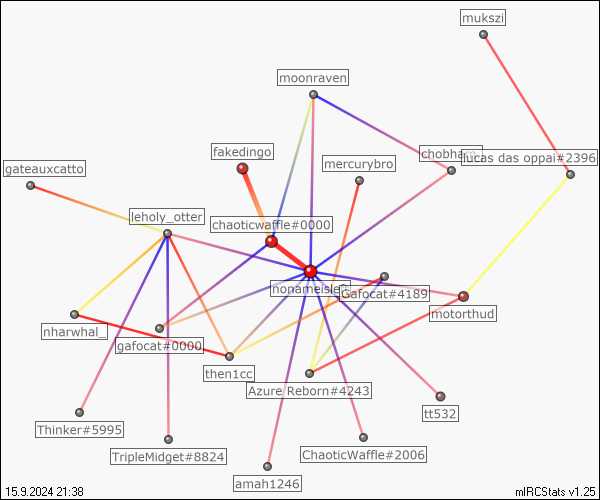 mukszi
moonraven
fakedingo
mercurybro
lucas das oppai#2396
gateauxcatto
leholy_otter
chaoticwaffle#0000
Gafocat#4189
motorthud
nharwhal_
gafocat#0000
then1cc
Azure Reborn#4243
tt532
Thinker#5995
TripleMidget#8824
ChaoticWaffle#2006
amah1246
15.9.2024 21:38
mIRCStats v1.25